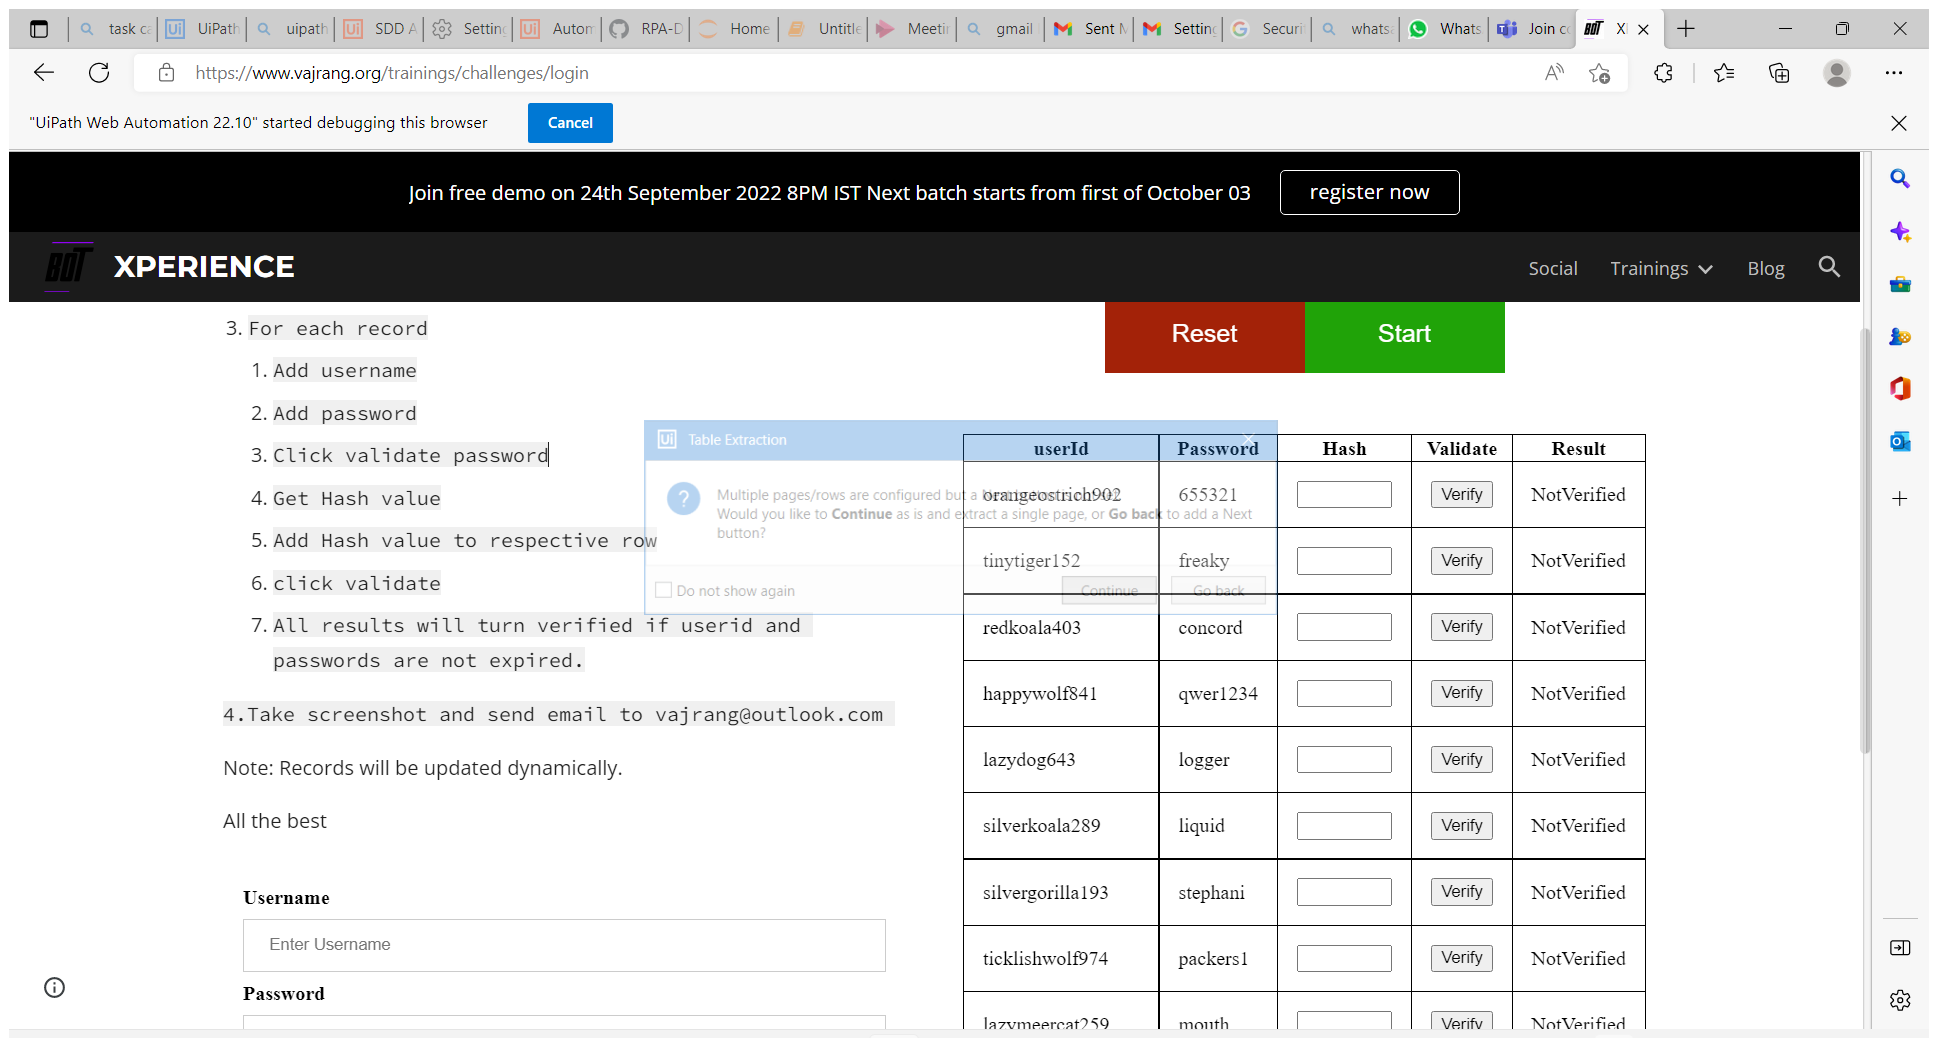 task ca
UiPath
uipath
SDD A
Setting
Autom
RPA-D
Home
Untitle
Meetin
gmail
Sent M
Setting
Securi
whatsa
Whats
Join co
X
https://www.vajrang.org/trainings/challenges/login
"UiPath Web Automation 22.10" started debugging this browser
Cancel
Join free demo on 24th September 2022 8PM IST Next batch starts from first of October 03
register now
BOT
XPERIENCE
Social
Trainings
Blog
3. For each record
1. Add username
2. Add password
3. Click validate password
4. Get Hash value
5. Add Hash value to respective row
6. click validate
7. All results will turn verified if userid and
passwords are not expired.
4.Take screenshot and send email to vajrang@outlook.com
Note: Records will be updated dynamically.
All the best
Username
Enter Username
Password
Reset
Start
Ui Table Extraction
Multiple pages/rows are configured but a
Would you like to Continue as is and extract a single page, or Go back to add a Next
button?
Do not show again
Continue
Go back
userId Password Hash Validate Result
orangeostrich902 655321 Verify NotVerified
tinytiger152 freaky Verify NotVerified
redkoala403 concord Verify NotVerified
happywolf841 qwer1234 Verify NotVerified
lazydog643 logger Verify NotVerified
silverkoala289 liquid Verify NotVerified
silvergorilla193 stephani Verify NotVerified
ticklishwolf974 packers1 Verify NotVerified
lazymeercat259 mouth Verify NotVerified